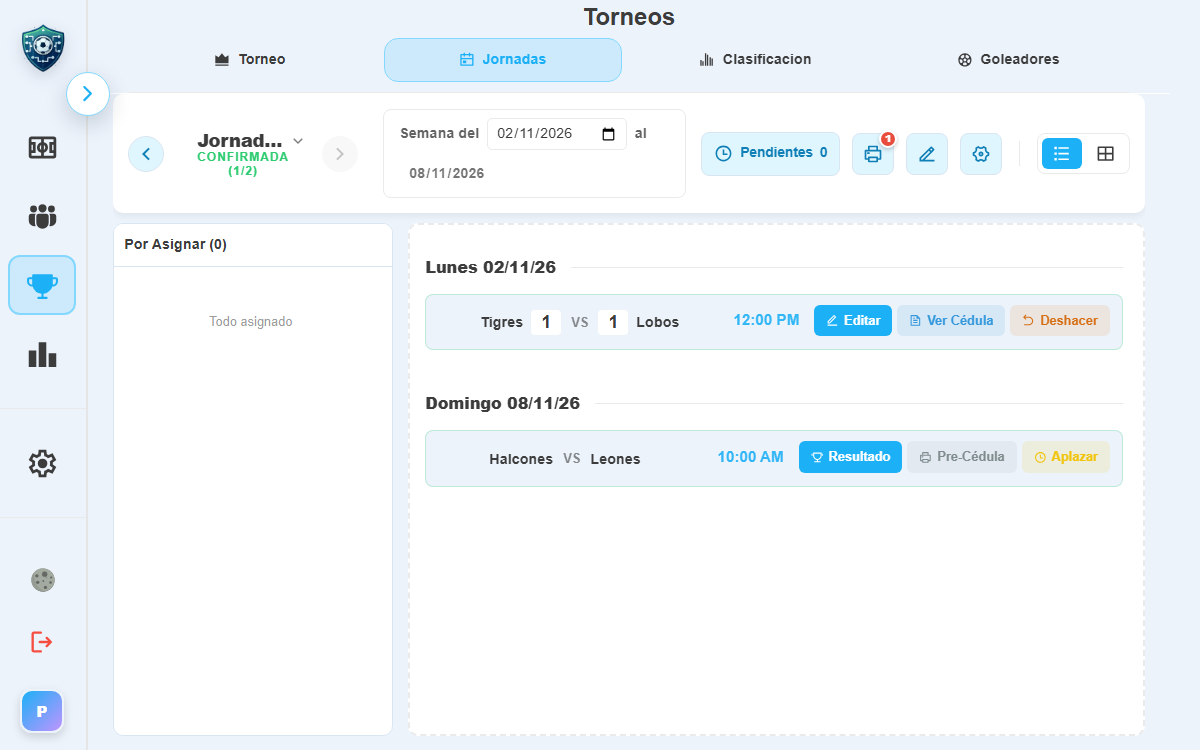 Torneos
Torneo
Jornadas
Clasificacion
Goleadores
Jornad...
CONFIRMADA
(1/2)
Semana del 02/11/2026 al
08/11/2026
Pendientes 0
1
Por Asignar (0)
Todo asignado
Lunes 02/11/26
Tigres 1 VS 1 Lobos 12:00 PM Editar Ver Cédula Deshacer
Domingo 08/11/26
Halcones VS Leones 10:00 AM Resultado Pre-Cédula Aplazar
P